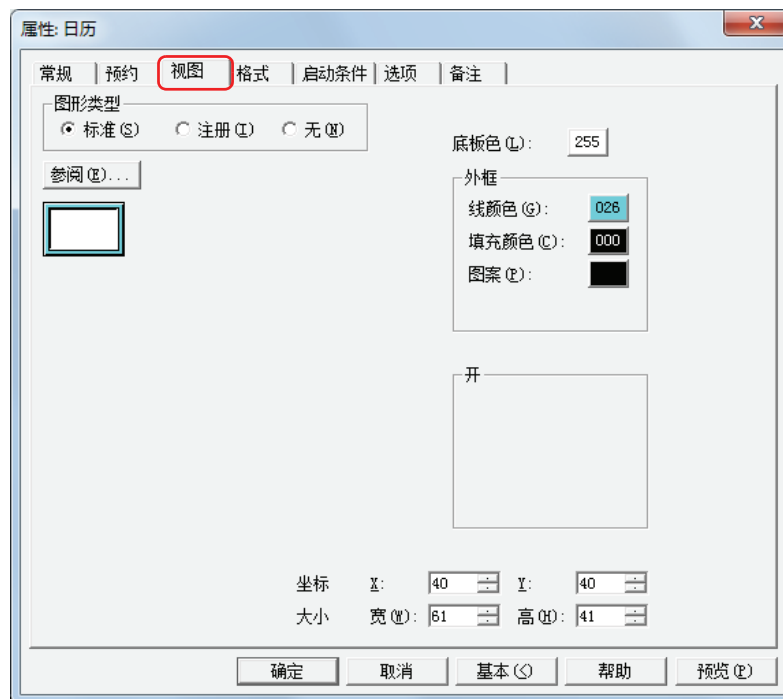 属性: 日历
常规 预约 视图 格式 启动条件 选项 备注
图形类型
标准(S) 注册(I) 无(N)
参阅(E)...
底板色(L): 255
外框
线颜色(G): 026
填充颜色(C): 000
图案(P):
开
坐标 X: 40 Y: 40
大小 宽(W): 61 高(H): 41
确定 取消 基本(<) 帮助 预览(P)